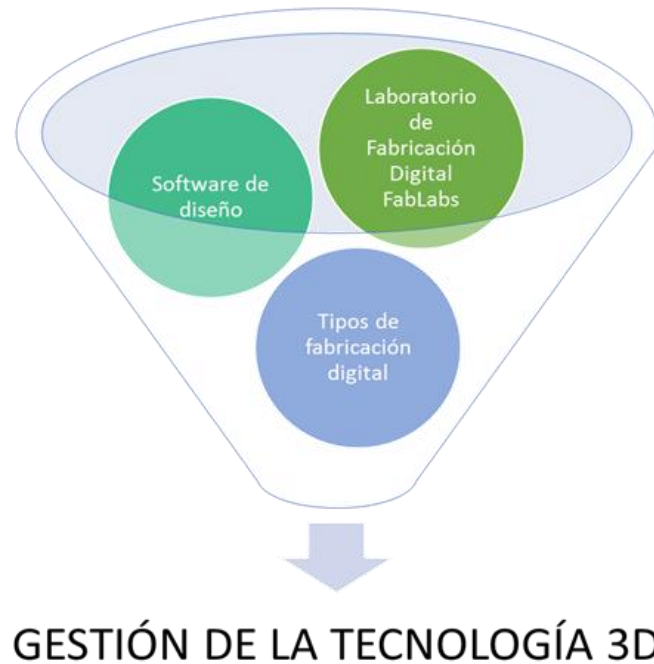 Laboratorio
de
Fabricación
Digital
FabLabs
Software de
diseño
Tipos de
fabricación
digital
GESTIÓN DE LA TECNOLOGÍA 3D